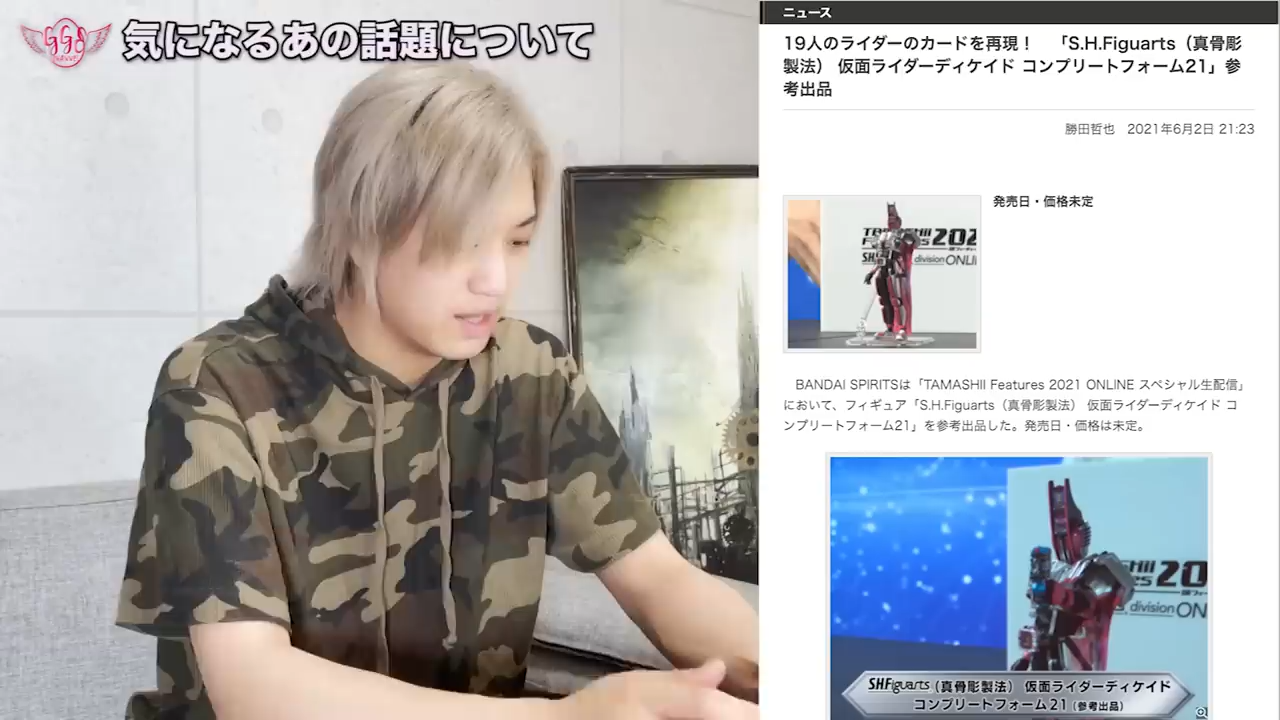 気になるあの話題について
ニュース
19人のライダーのカードを再現！　「S.H.Figuarts（真骨彫
製法） 仮面ライダーディケイド コンプリートフォーム21」参
考出品
勝田哲也　2021年6月2日 21:23
発売日・価格未定
BANDAI SPIRITSは「TAMASHII Features 2021 ONLINE スペシャル生配信」
において、フィギュア「S.H.Figuarts（真骨彫製法） 仮面ライダーディケイド コ
ンプリートフォーム21」を参考出品した。発売日・価格は未定。
division ONLI
division ON
S.H.Figuarts（真骨彫製法） 仮面ライダーディケイド
コンプリートフォーム21（参考出品）